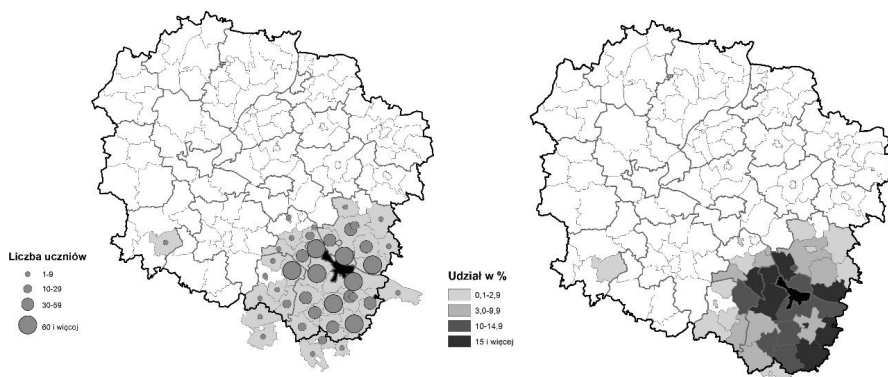 Liczba uczniów
1-9
10-29
30-59
60 i więcej
Udział w %
0,1-2,9
3,0-9,9
10-14,9
15 i więcej